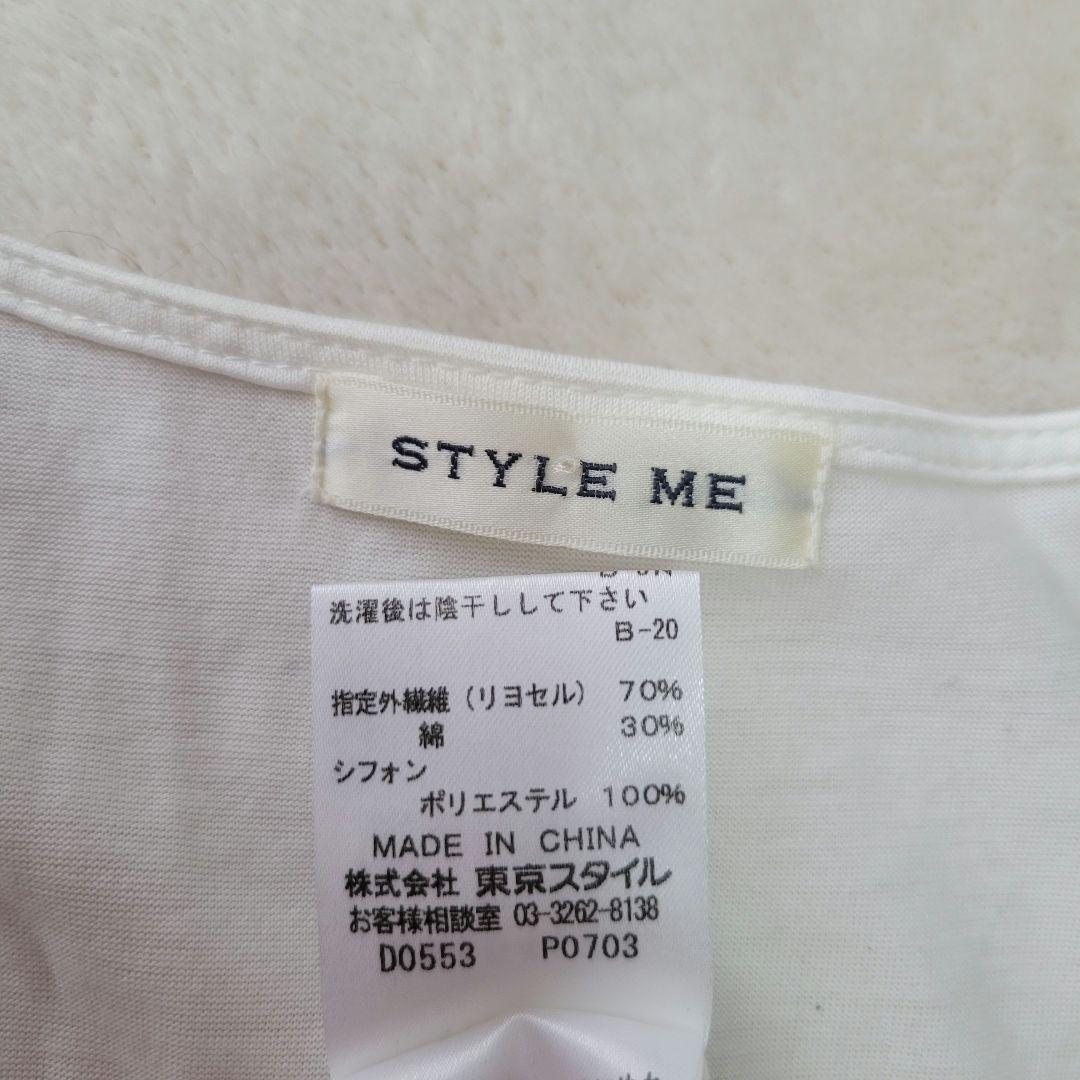 STYLE ME
洗濯後は陰干しして下さい
B-20
指定外繊維（リヨセル） 70%
綿 30%
シフォン
ポリエステル 100%
MADE IN CHINA
株式会社 東京スタイル
お客様相談室 03-3262-8138
D0553 P0703